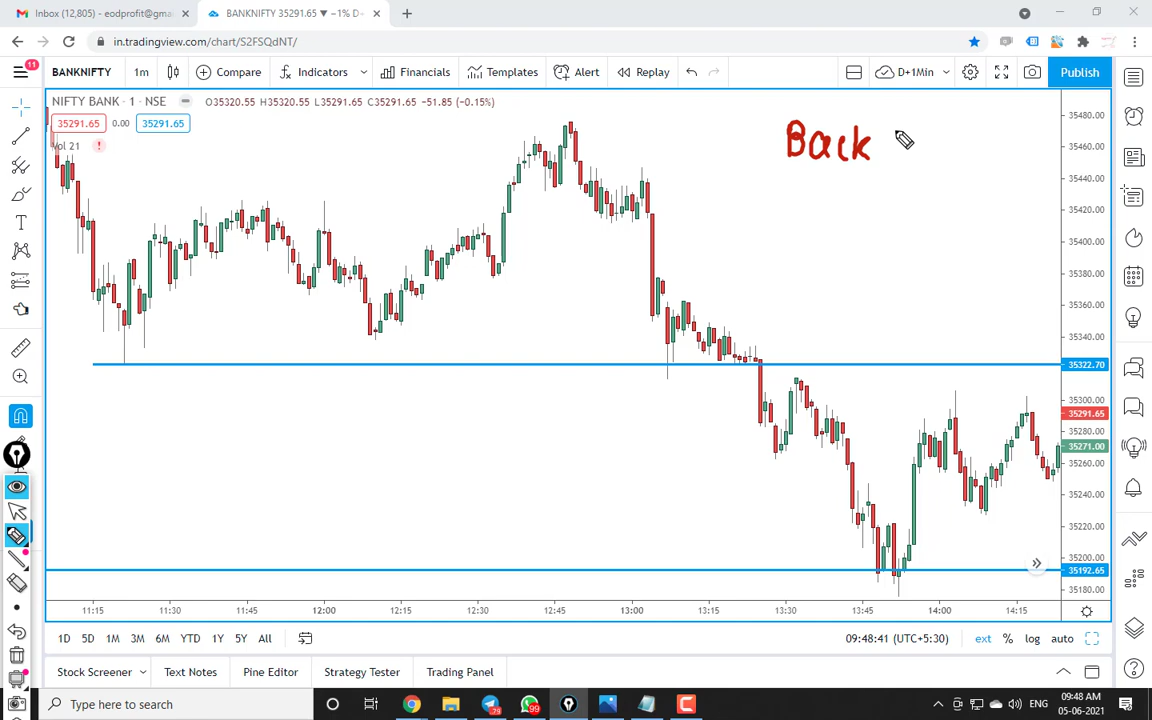 Inbox (12,805) - eodprofit@gma
BANKNIFTY 35291.65 ▼ −1% D-
in.tradingview.com/chart/S2FSQdNT/
11
BANKNIFTY
1m
Compare
Indicators
Financials
Templates
Alert
Replay
D+1Min
Publish
NIFTY BANK · 1 · NSE
O35320.55 H35320.55 L35291.65 C35291.65 −51.85 (−0.15%)
35291.65 0.00 35291.65
Vol 21
Back
35480.00
35460.00
35440.00
35420.00
35400.00
35380.00
35360.00
35340.00
35322.70
35300.00
35291.65
35280.00
35271.00
35260.00
35240.00
35220.00
35200.00
35192.65
35180.00
11:15 11:30 11:45 12:00 12:15 12:30 12:45 13:00 13:15 13:30 13:45 14:00 14:15
1D 5D 1M 3M 6M YTD 1Y 5Y All
09:48:41 (UTC+5:30) ext % log auto
Stock Screener Text Notes Pine Editor Strategy Tester Trading Panel
Type here to search
99
ENG
09:48 AM
05-06-2021